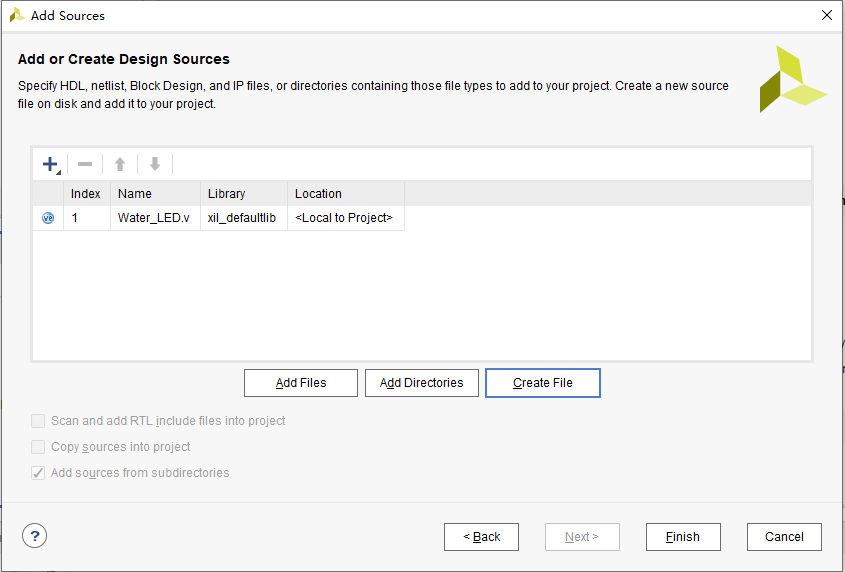 Add Sources
Add or Create Design Sources
Specify HDL, netlist, Block Design, and IP files, or directories containing those file types to add to your project. Create a new source
file on disk and add it to your project.
Index Name Library Location
1 Water_LED.v xil_defaultlib <Local to Project>
Add Files Add Directories Create File
Scan and add RTL include files into project
Copy sources into project
Add sources from subdirectories
? < Back Next > Finish Cancel